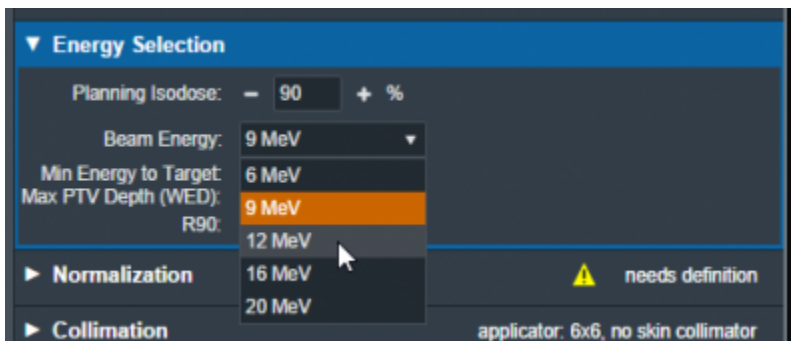 Energy Selection
Planning Isodose: − 90 + %
Beam Energy: 9 MeV
Min Energy to Target: 6 MeV
Max PTV Depth (WED): 9 MeV
R90:
12 MeV
Normalization 16 MeV needs definition
20 MeV
Collimation applicator: 6x6, no skin collimator